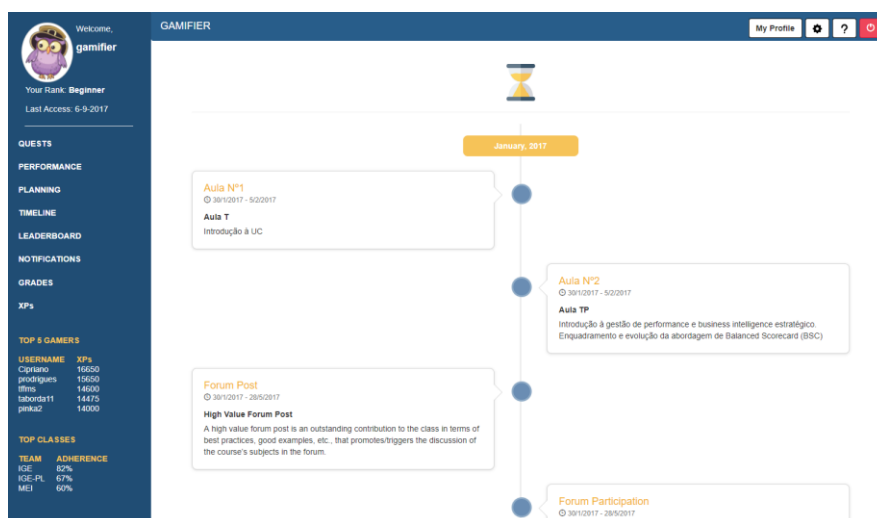 Welcome,
gamifier
Your Rank: Beginner
Last Access: 6-9-2017
QUESTS
PERFORMANCE
PLANNING
TIMELINE
LEADERBOARD
NOTIFICATIONS
GRADES
XPs
TOP 5 GAMERS
USERNAME XPs
Cipriano 16650
prodrigues 15650
tflms 14600
taborda11 14475
pinka2 14000
TOP CLASSES
TEAM ADHERENCE
IGE 82%
IGE-PL 67%
MEI 60%
GAMIFIER
My Profile ?
January, 2017
Aula Nº1
30/1/2017 - 5/2/2017
Aula T
Introdução à UC
Aula Nº2
30/1/2017 - 5/2/2017
Aula TP
Introdução à gestão de performance e business intelligence estratégico.
Enquadramento e evolução da abordagem de Balanced Scorecard (BSC)
Forum Post
30/1/2017 - 28/5/2017
High Value Forum Post
A high value forum post is an outstanding contribution to the class in terms of
best practices, good examples, etc., that promotes/triggers the discussion of
the course's subjects in the forum.
Forum Participation
30/1/2017 - 28/5/2017